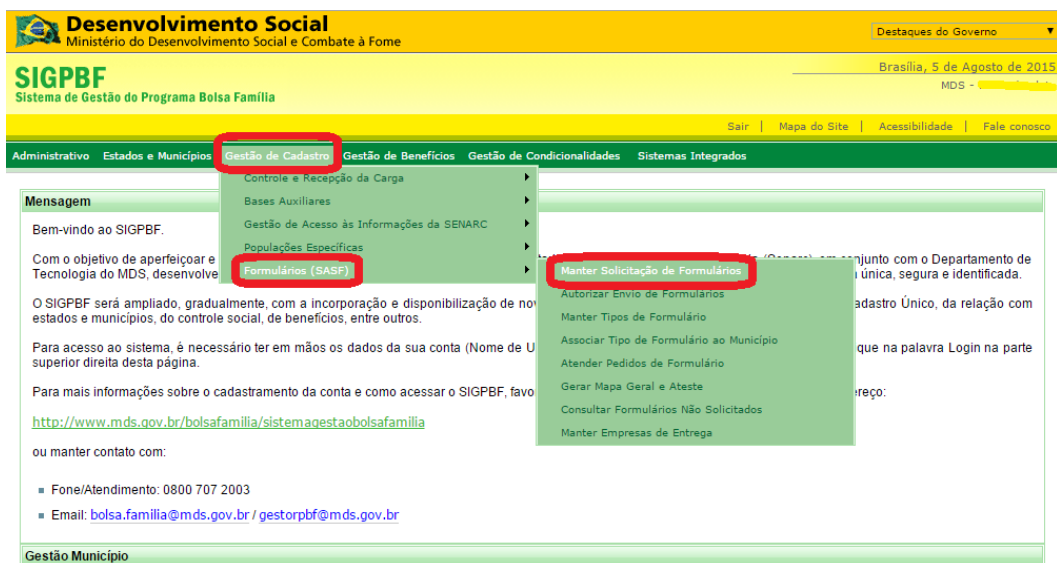 Desenvolvimento Social
Ministério do Desenvolvimento Social e Combate à Fome
Destaques do Governo
SIGPBF
Sistema de Gestão do Programa Bolsa Família
Brasília, 5 de Agosto de 2015
MDS -
Sair | Mapa do Site | Acessibilidade | Fale conosco
Administrativo Estados e Municípios Gestão de Cadastro Gestão de Benefícios Gestão de Condicionalidades Sistemas Integrados
Controle e Recepção da Carga
Bases Auxiliares
Gestão de Acesso às Informações da SENARC
Populações Específicas
Formulários (SASF)
Manter Solicitação de Formulários
Autorizar Envio de Formulários
Manter Tipos de Formulário
Associar Tipo de Formulário ao Município
Atender Pedidos de Formulário
Gerar Mapa Geral e Ateste
Consultar Formulários Não Solicitados
Manter Empresas de Entrega
Mensagem
Bem-vindo ao SIGPBF.
Com o objetivo de aperfeiçoar e conjunto com o Departamento de
Tecnologia do MDS, desenvolve única, segura e identificada.
O SIGPBF será ampliado, gradualmente, com a incorporação e disponibilização de no adastro Único, da relação com
estados e municípios, do controle social, de benefícios, entre outros.
Para acesso ao sistema, é necessário ter em mãos os dados da sua conta (Nome de U que na palavra Login na parte
superior direita desta página.
Para mais informações sobre o cadastramento da conta e como acessar o SIGPBF, favo ereço:
http://www.mds.gov.br/bolsafamilia/sistemagestaobolsafamilia
ou manter contato com:
Fone/Atendimento: 0800 707 2003
Email: bolsa.familia@mds.gov.br / gestorpbf@mds.gov.br
Gestão Município